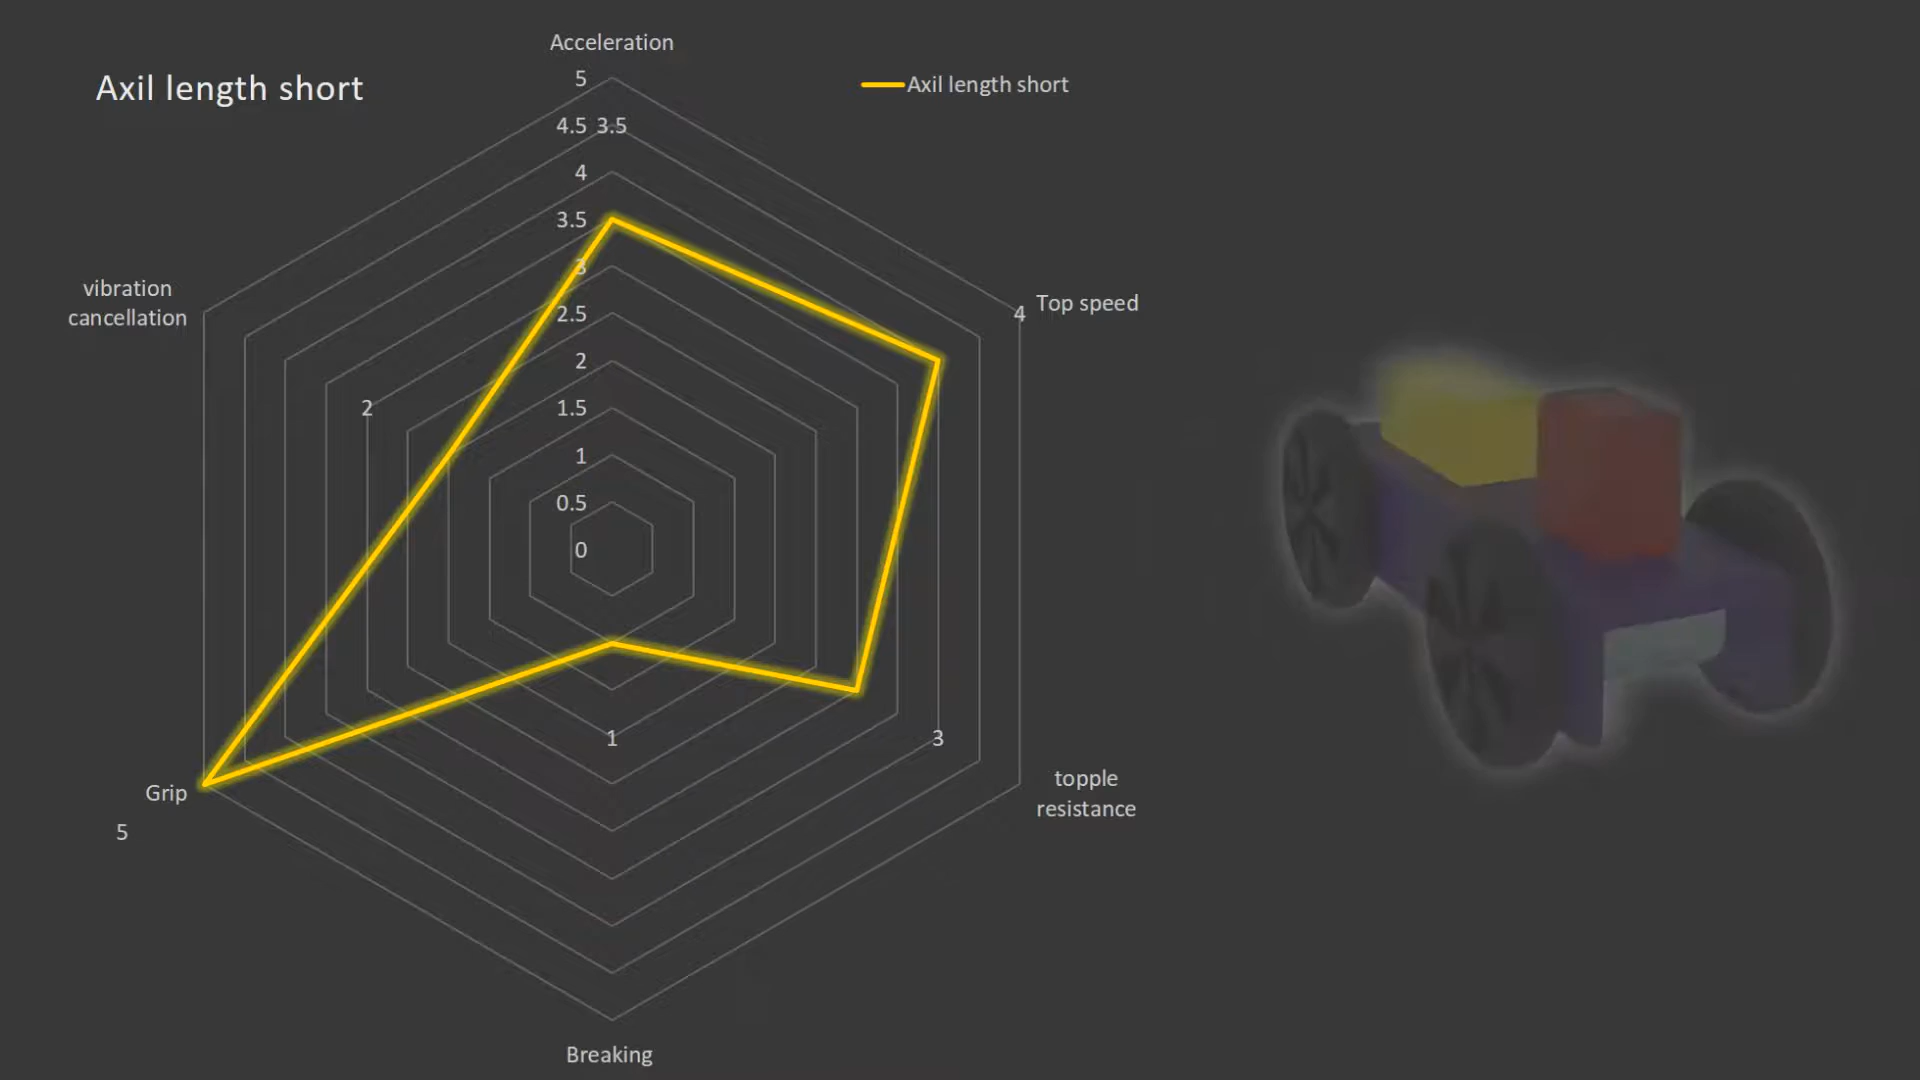 Acceleration
Axil length short
5
Axil length short
4.5 3.5
4
3.5
3
vibration
cancellation
2.5
4
Top speed
2
2
1.5
1
0.5
0
1
3
Grip
topple
resistance
5
Breaking